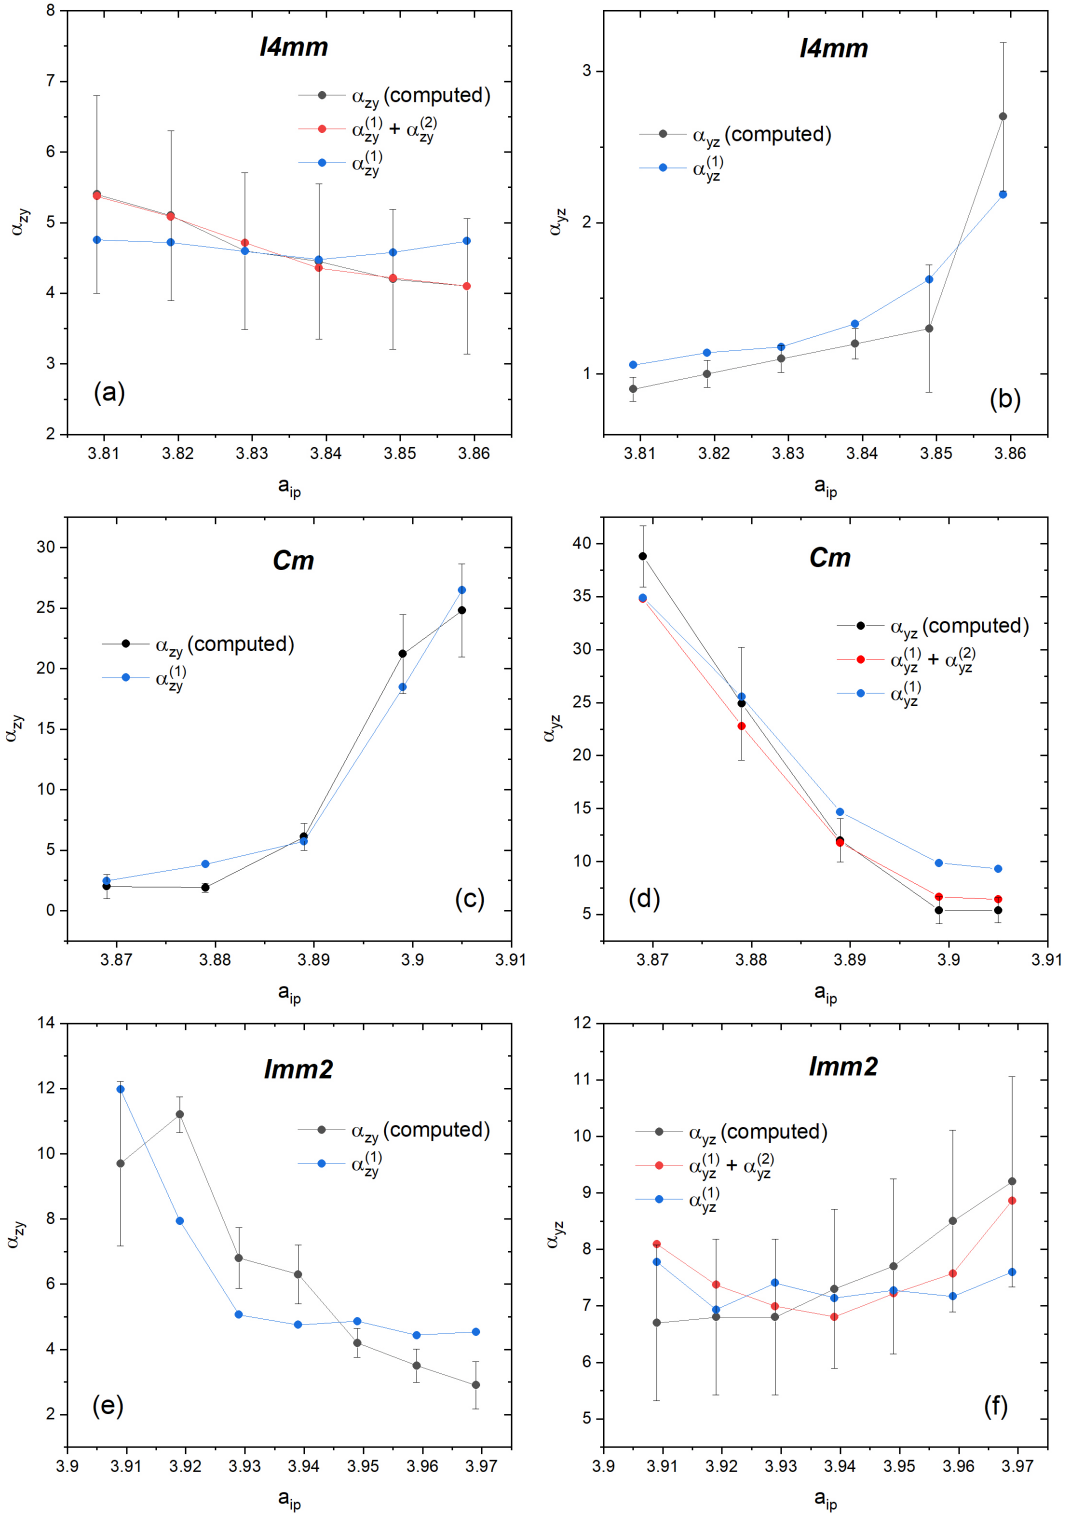 I4mm
α_zy (computed)
α_zy^(1) + α_zy^(2)
α_zy^(1)
8
7
6
5
4
3
2
α_zy
(a)
3.81 3.82 3.83 3.84 3.85 3.86
a_ip
I4mm
α_yz (computed)
α_yz^(1)
3
2
1
α_yz
(b)
3.81 3.82 3.83 3.84 3.85 3.86
a_ip
Cm
α_zy (computed)
α_zy^(1)
30
25
20
15
10
5
0
α_zy
(c)
3.87 3.88 3.89 3.9 3.91
a_ip
Cm
α_yz (computed)
α_yz^(1) + α_yz^(2)
α_yz^(1)
40
35
30
25
20
15
10
5
α_yz
(d)
3.87 3.88 3.89 3.9 3.91
a_ip
Imm2
α_zy (computed)
α_zy^(1)
14
12
10
8
6
4
2
α_zy
(e)
3.9 3.91 3.92 3.93 3.94 3.95 3.96 3.97
a_ip
Imm2
α_yz (computed)
α_yz^(1) + α_yz^(2)
α_yz^(1)
12
11
10
9
8
7
6
5
α_yz
(f)
3.9 3.91 3.92 3.93 3.94 3.95 3.96 3.97
a_ip